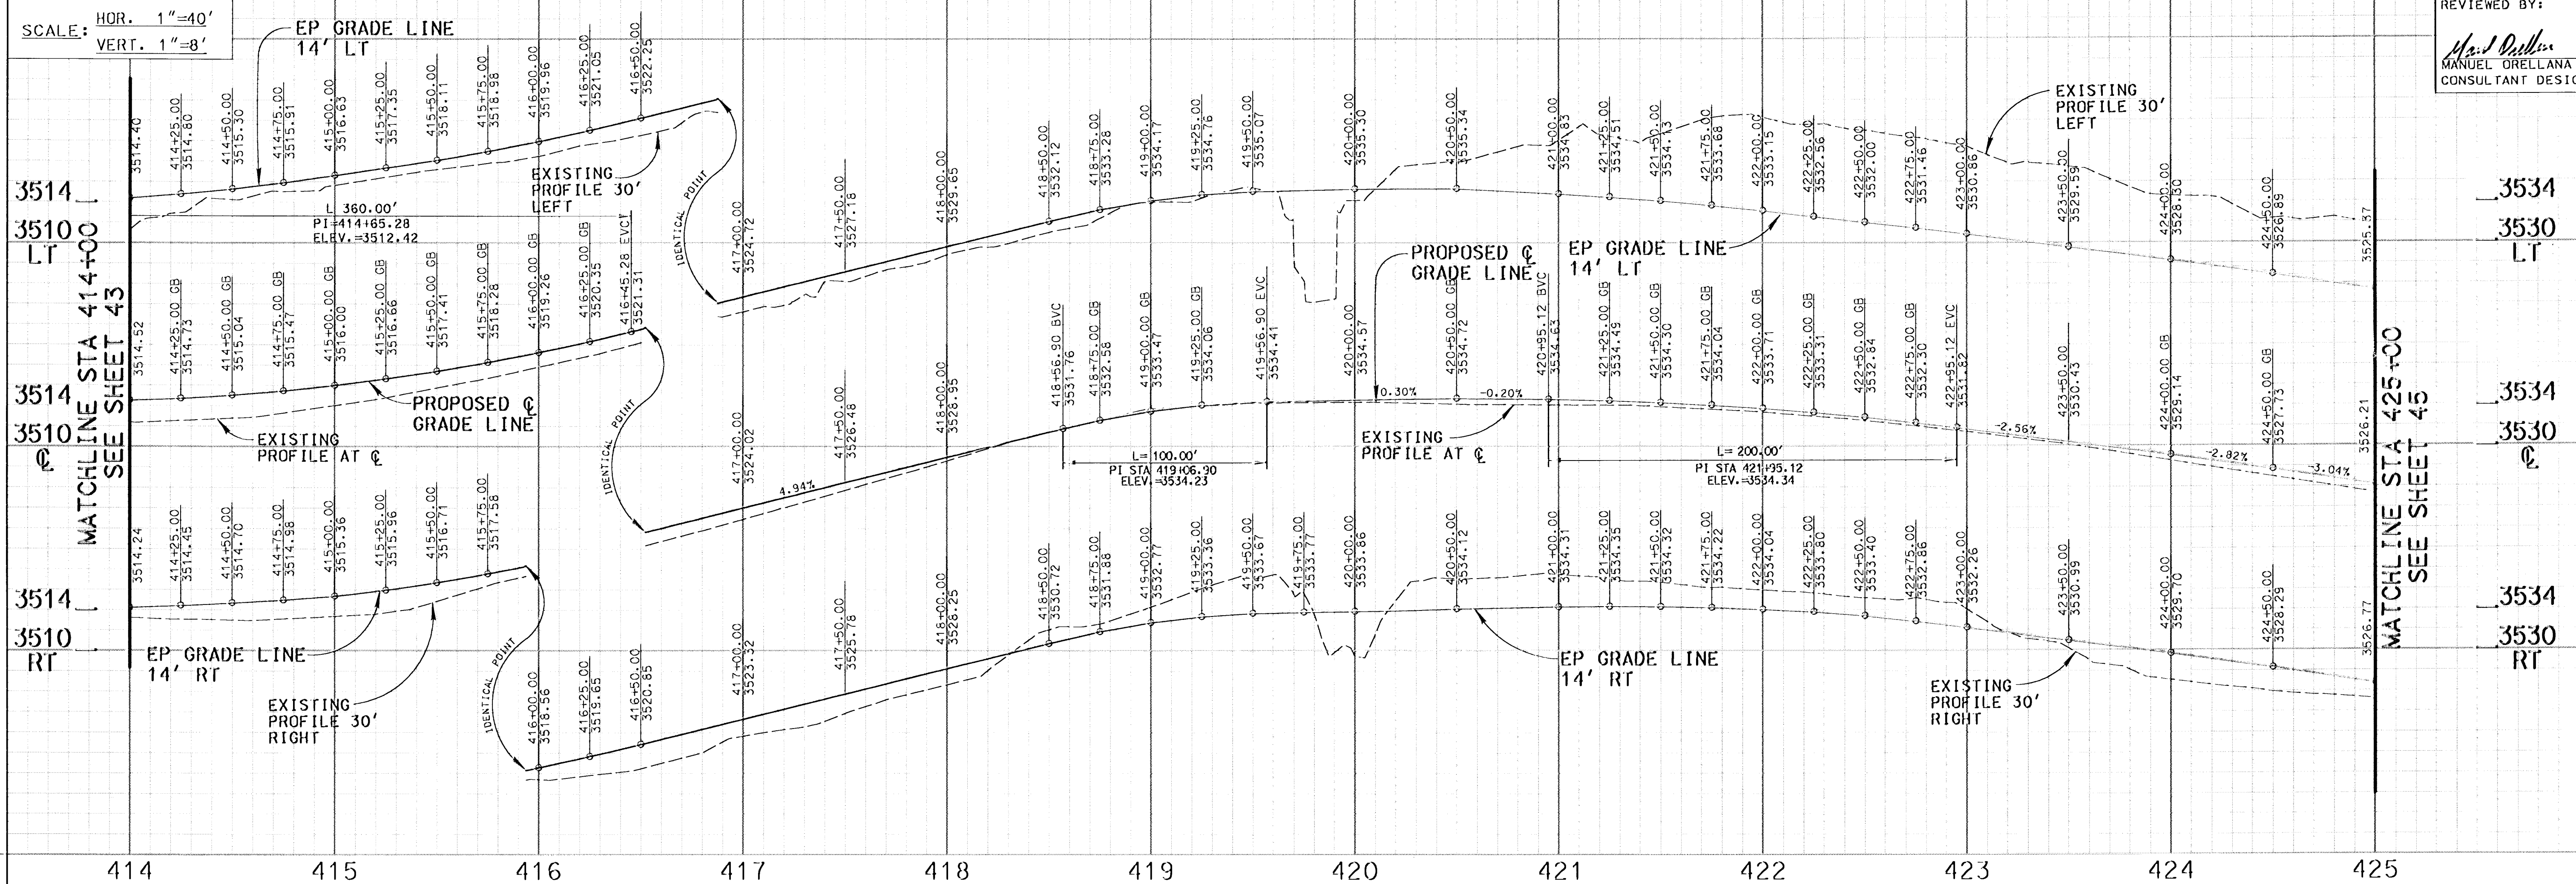 SCALE: HOR. 1"=40'
VERT. 1"=8'
REVIEWED BY:
MANUEL ORELLANA
CONSULTANT DESIG
EP GRADE LINE
14' LT
3514.40
414+25.00
3514.80
414+50.00
3515.30
414+75.00
3515.91
415+00.00
3516.63
415+25.00
3517.35
415+50.00
3518.11
415+75.00
3518.98
416+00.00
3519.96
416+25.00
3521.05
416+50.00
3522.25
EXISTING
PROFILE 30'
LEFT
IDENTICAL POINT
417+00.00
3524.72
417+50.00
3527.18
418+00.00
3529.65
418+50.00
3532.12
418+75.00
3533.28
419+00.00
3534.17
419+25.00
3534.76
419+50.00
3535.07
420+00.00
3535.30
420+50.00
3535.34
421+00.00
3534.83
421+25.00
3534.51
421+50.00
3534.13
421+75.00
3533.68
422+00.00
3533.15
422+25.00
3532.56
422+50.00
3532.00
422+75.00
3531.46
423+00.00
3530.86
423+50.00
3529.59
424+00.00
3528.30
424+50.00
3526.89
3525.37
EXISTING
PROFILE 30'
LEFT
EP GRADE LINE
14' LT
3514
3510
LT
3534
3530
LT
L 360.00'
PI=414+65.28
ELEV.=3512.42
MATCHLINE STA 414+00
SEE SHEET 43
3514.52
414+25.00 GB
3514.73
414+50.00 GB
3515.04
414+75.00 GB
3515.47
415+00.00 GB
3516.00
415+25.00 GB
3516.66
415+50.00 GB
3517.41
415+75.00 GB
3518.28
416+00.00 GB
3519.26
416+25.00 GB
3520.35
416+45.28 EVC
3521.31
PROPOSED ℄
GRADE LINE
EXISTING
PROFILE AT ℄
IDENTICAL POINT
4.94%
417+00.00
3524.02
417+50.00
3526.48
418+00.00
3528.95
418+56.90 BVC
3531.76
418+75.00 GB
3532.58
419+00.00 GB
3533.47
419+25.00 GB
3534.06
419+56.90 EVC
3534.41
420+00.00
3534.57
420+50.00 GB
3534.72
420+95.12 BVC
3534.63
421+25.00 GB
3534.49
421+50.00 GB
3534.30
421+75.00 GB
3534.04
422+00.00 GB
3533.71
422+25.00 GB
3533.31
422+50.00 GB
3532.84
422+75.00 GB
3532.30
422+95.12 EVC
3531.82
423+50.00
3530.43
424+00.00 GB
3529.14
424+50.00 GB
3527.73
3526.21
PROPOSED ℄
GRADE LINE
0.30%
-0.20%
-2.56%
-2.82%
-3.04%
EXISTING
PROFILE AT ℄
L= 100.00'
PI STA 419+06.90
ELEV.=3534.23
L= 200.00'
PI STA 421+95.12
ELEV.=3534.34
3514
3510
℄
3534
3530
℄
MATCHLINE STA 425+00
SEE SHEET 45
3514.24
414+25.00
3514.45
414+50.00
3514.70
414+75.00
3514.98
415+00.00
3515.36
415+25.00
3515.96
415+50.00
3516.71
415+75.00
3517.58
IDENTICAL POINT
416+00.00
3518.56
416+25.00
3519.65
416+50.00
3520.85
417+00.00
3523.32
417+50.00
3525.78
418+00.00
3528.25
418+50.00
3530.72
418+75.00
3531.88
419+00.00
3532.77
419+25.00
3533.36
419+50.00
3533.67
419+75.00
3533.77
420+00.00
3533.86
420+50.00
3534.12
421+00.00
3534.31
421+25.00
3534.35
421+50.00
3534.32
421+75.00
3534.22
422+00.00
3534.04
422+25.00
3533.80
422+50.00
3533.40
422+75.00
3532.86
423+00.00
3532.26
423+50.00
3530.99
424+00.00
3529.70
424+50.00
3528.29
3526.77
3514
3510
RT
3534
3530
RT
EP GRADE LINE
14' RT
EXISTING
PROFILE 30'
RIGHT
EP GRADE LINE
14' RT
EXISTING
PROFILE 30'
RIGHT
414 415 416 417 418 419 420 421 422 423 424 425